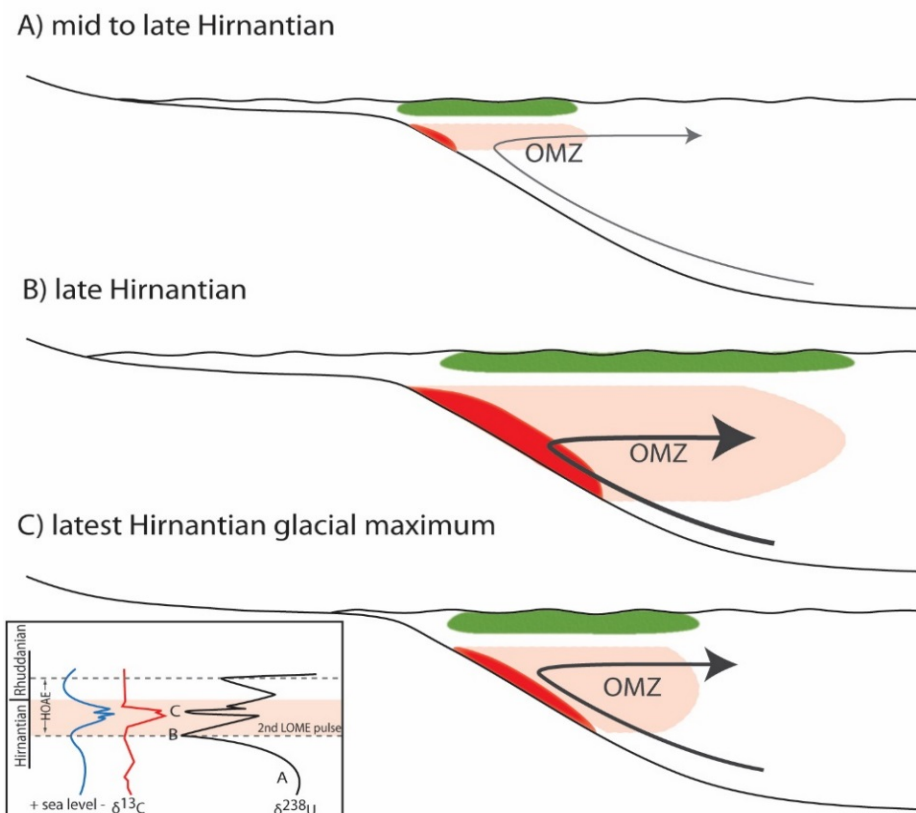 A) mid to late Hirnantian
OMZ
B) late Hirnantian
OMZ
C) latest Hirnantian glacial maximum
OMZ
Hirnantian
Rhuddanian
HOAE
C
B
2nd LOME pulse
A
+ sea level - δ¹³C δ²³⁸U